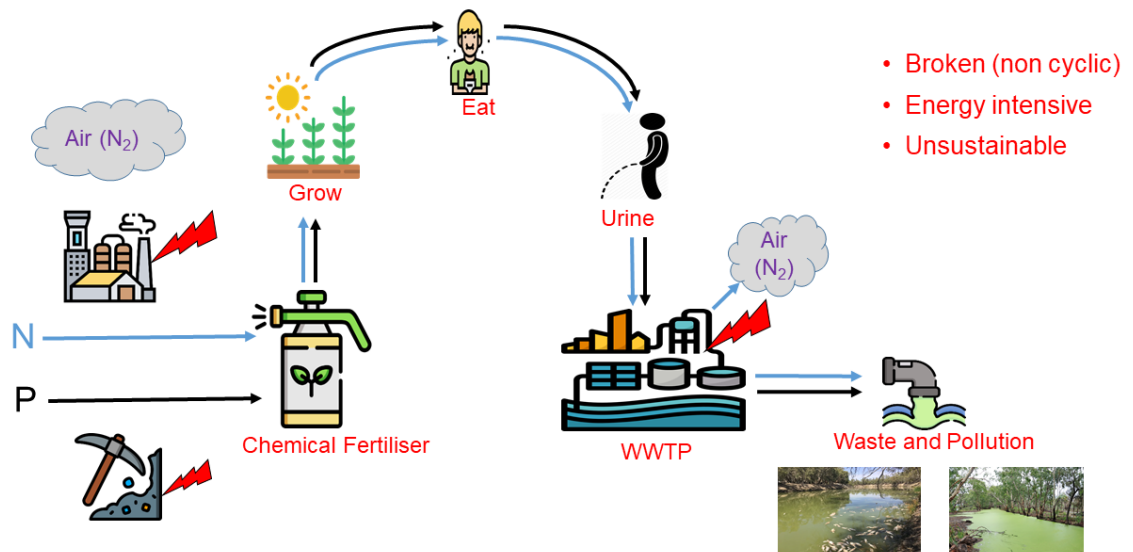 • Broken (non cyclic)
• Energy intensive
• Unsustainable
Eat
Air (N₂)
Grow
Urine
Air
(N₂)
N
P
Chemical Fertiliser
WWTP
Waste and Pollution